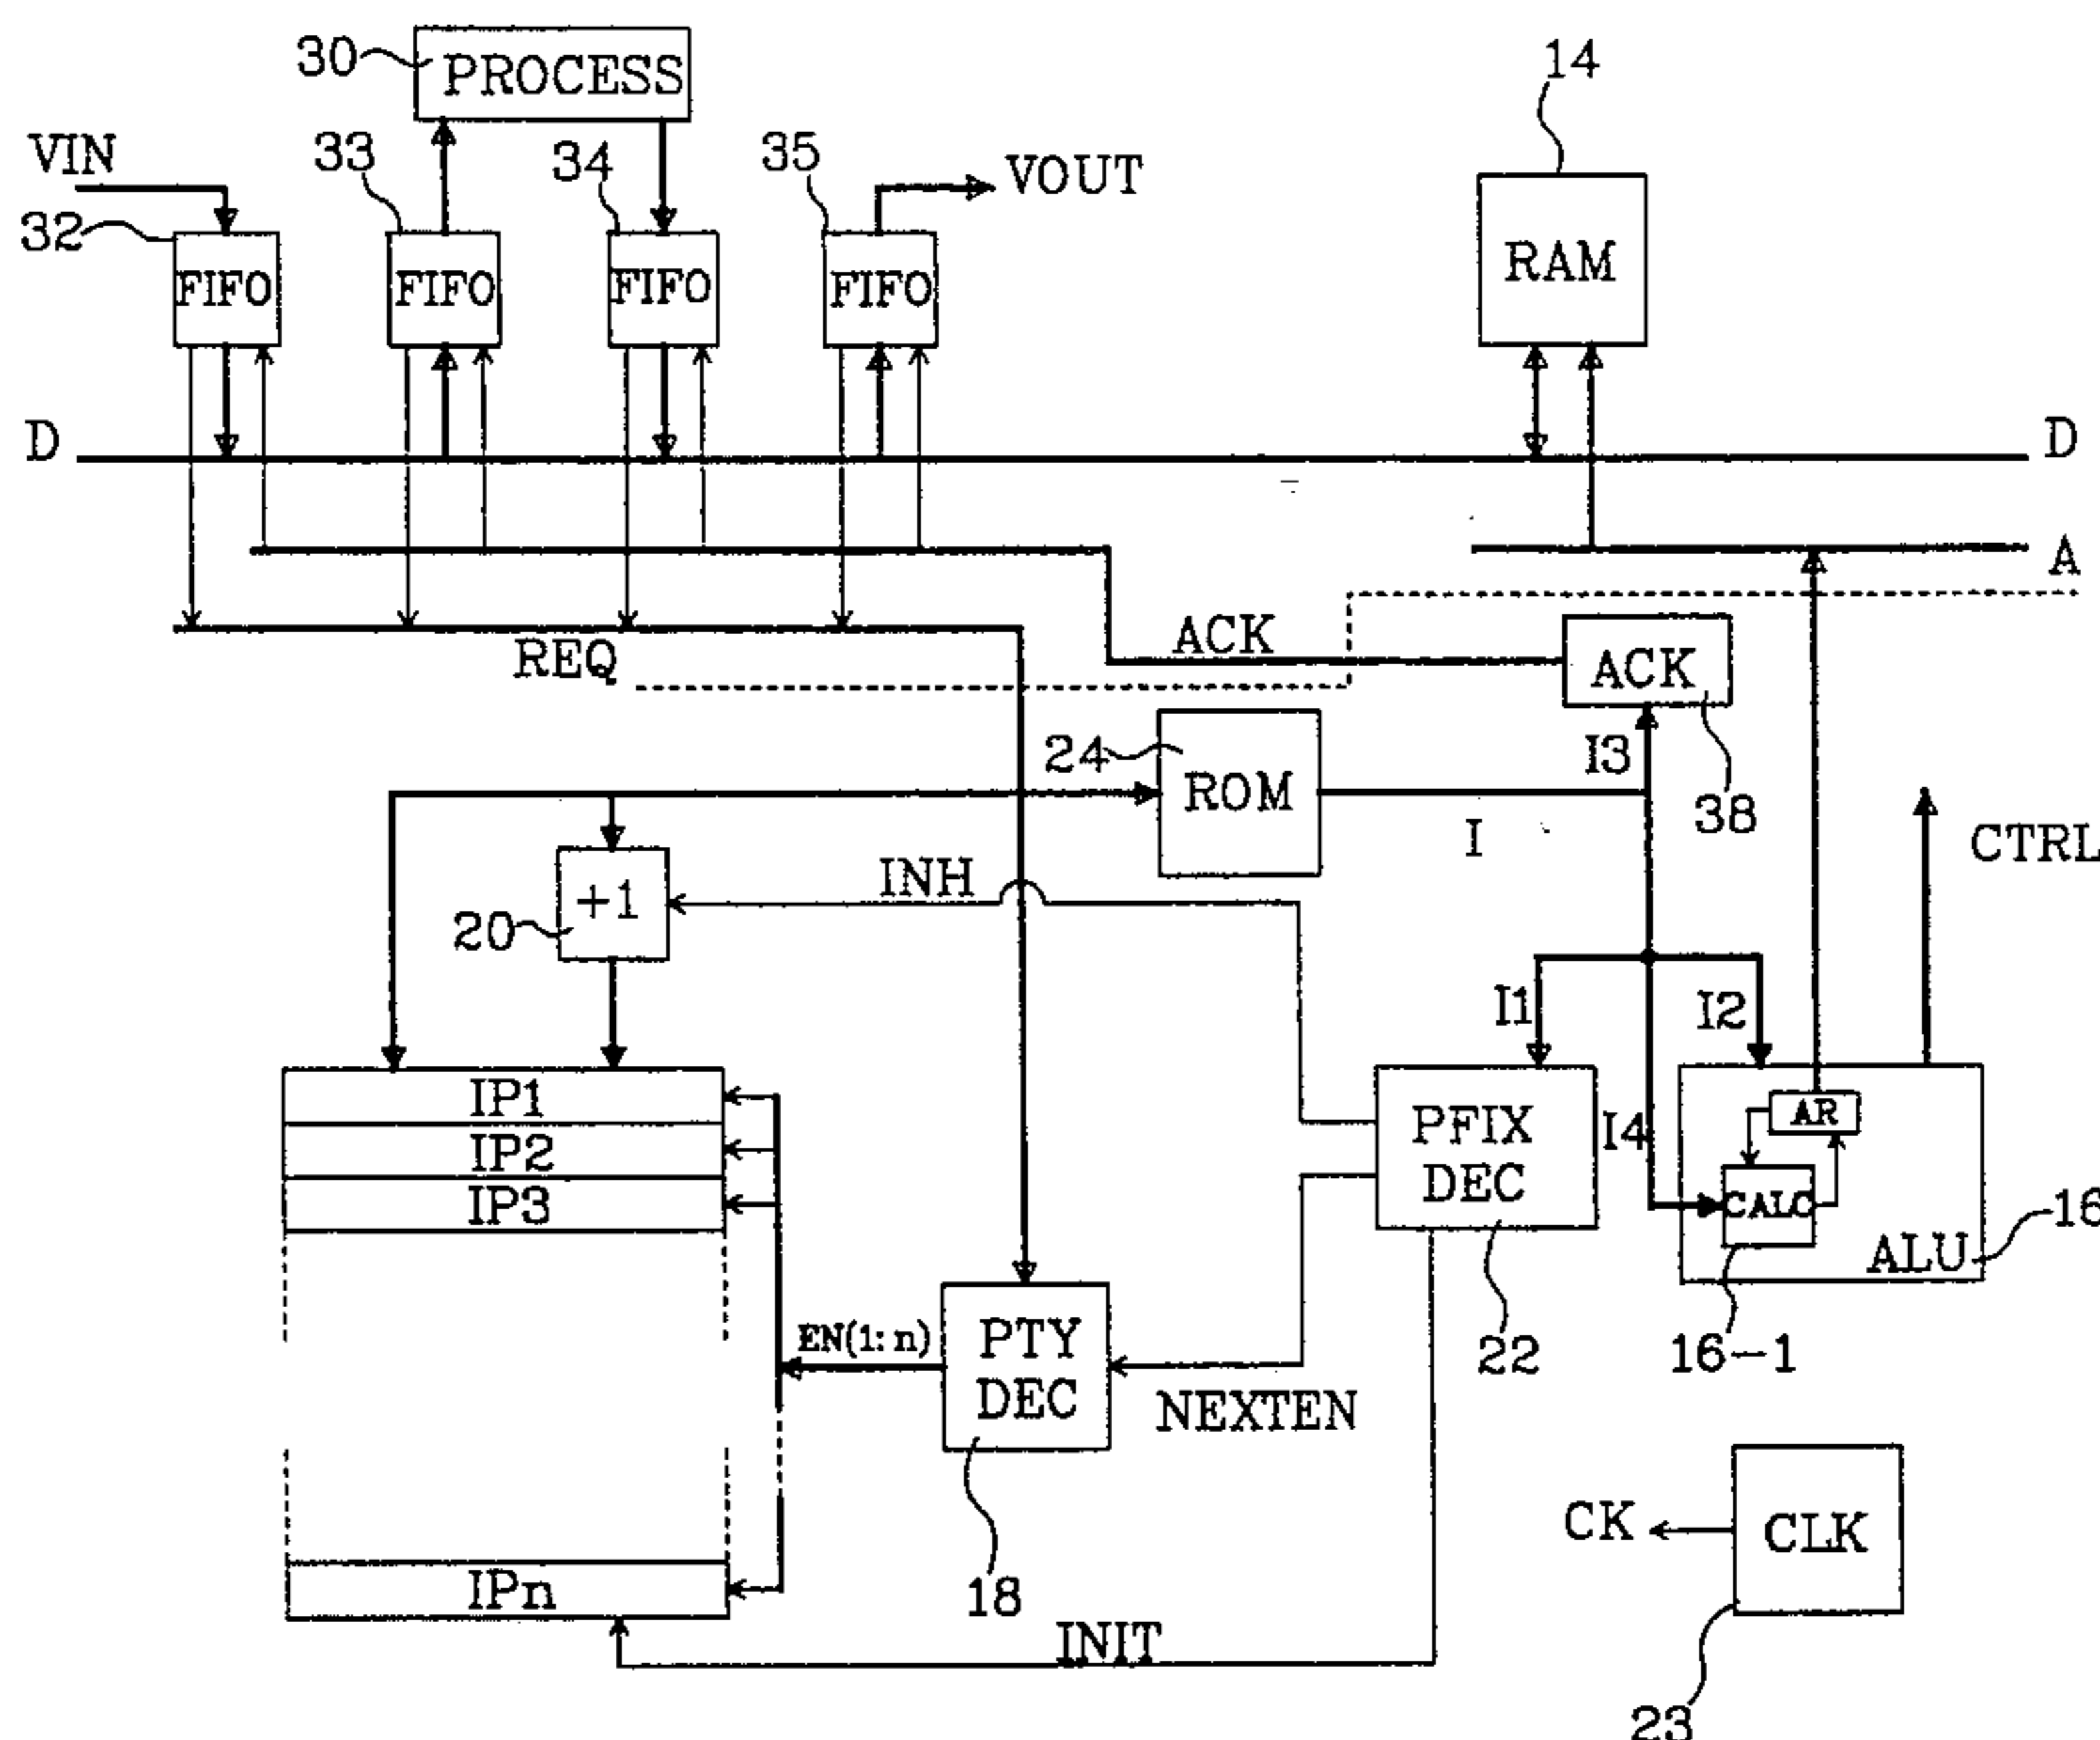 30
PROCESS
14
VIN
33
34
35
VOUT
32
FIFO
FIFO
FIFO
FIFO
RAM
D
D
A
REQ
ACK
ACK
24
ROM
I3
38
I
CTRL
INH
+1
20
I1
I2
IP1
IP2
IP3
PFIX
DEC
I4
AR
CALC
ALU
16
EN(1:n)
PTY
DEC
NEXTEN
22
16-1
IPn
18
INIT
CK
CLK
23